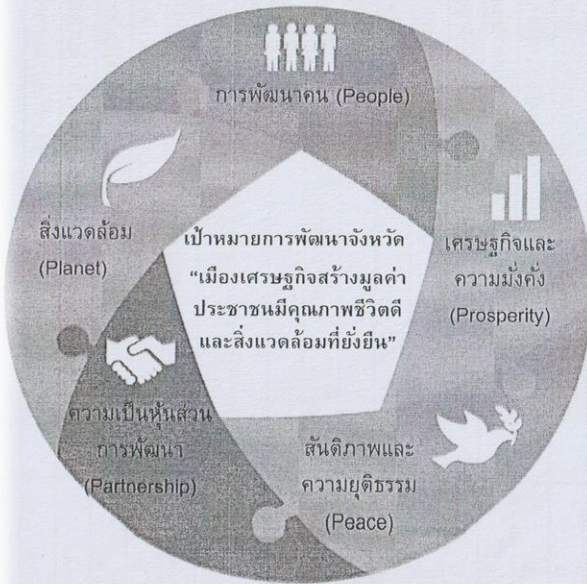 การพัฒนาคน (People)
สิ่งแวดล้อม
(Planet)
เป้าหมายการพัฒนาจังหวัด
“เมืองเศรษฐกิจสร้างมูลค่า
ประชาชนมีคุณภาพชีวิตดี
และสิ่งแวดล้อมที่ยั่งยืน”
เศรษฐกิจและ
ความมั่งคั่ง
(Prosperity)
ความเป็นหุ้นส่วน
การพัฒนา
(Partnership)
สันติภาพและ
ความยุติธรรม
(Peace)